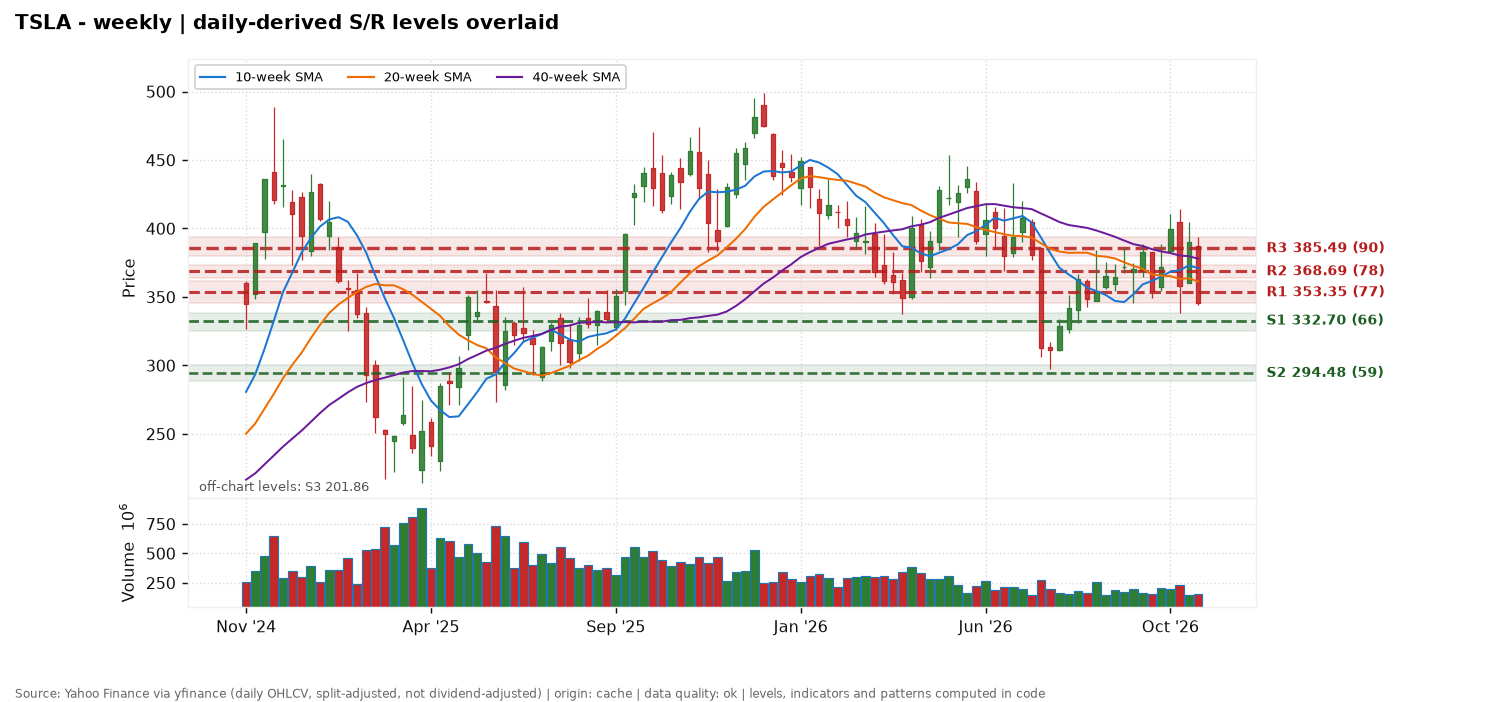 TSLA - weekly | daily-derived S/R levels overlaid
10-week SMA 20-week SMA 40-week SMA
Price
500
450
400
350
300
250
R3 385.49 (90)
R2 368.69 (78)
R1 353.35 (77)
S1 332.70 (66)
S2 294.48 (59)
off-chart levels: S3 201.86
Volume 10⁶
750
500
250
Nov '24 Apr '25 Sep '25 Jan '26 Jun '26 Oct '26
Source: Yahoo Finance via yfinance (daily OHLCV, split-adjusted, not dividend-adjusted) | origin: cache | data quality: ok | levels, indicators and patterns computed in code